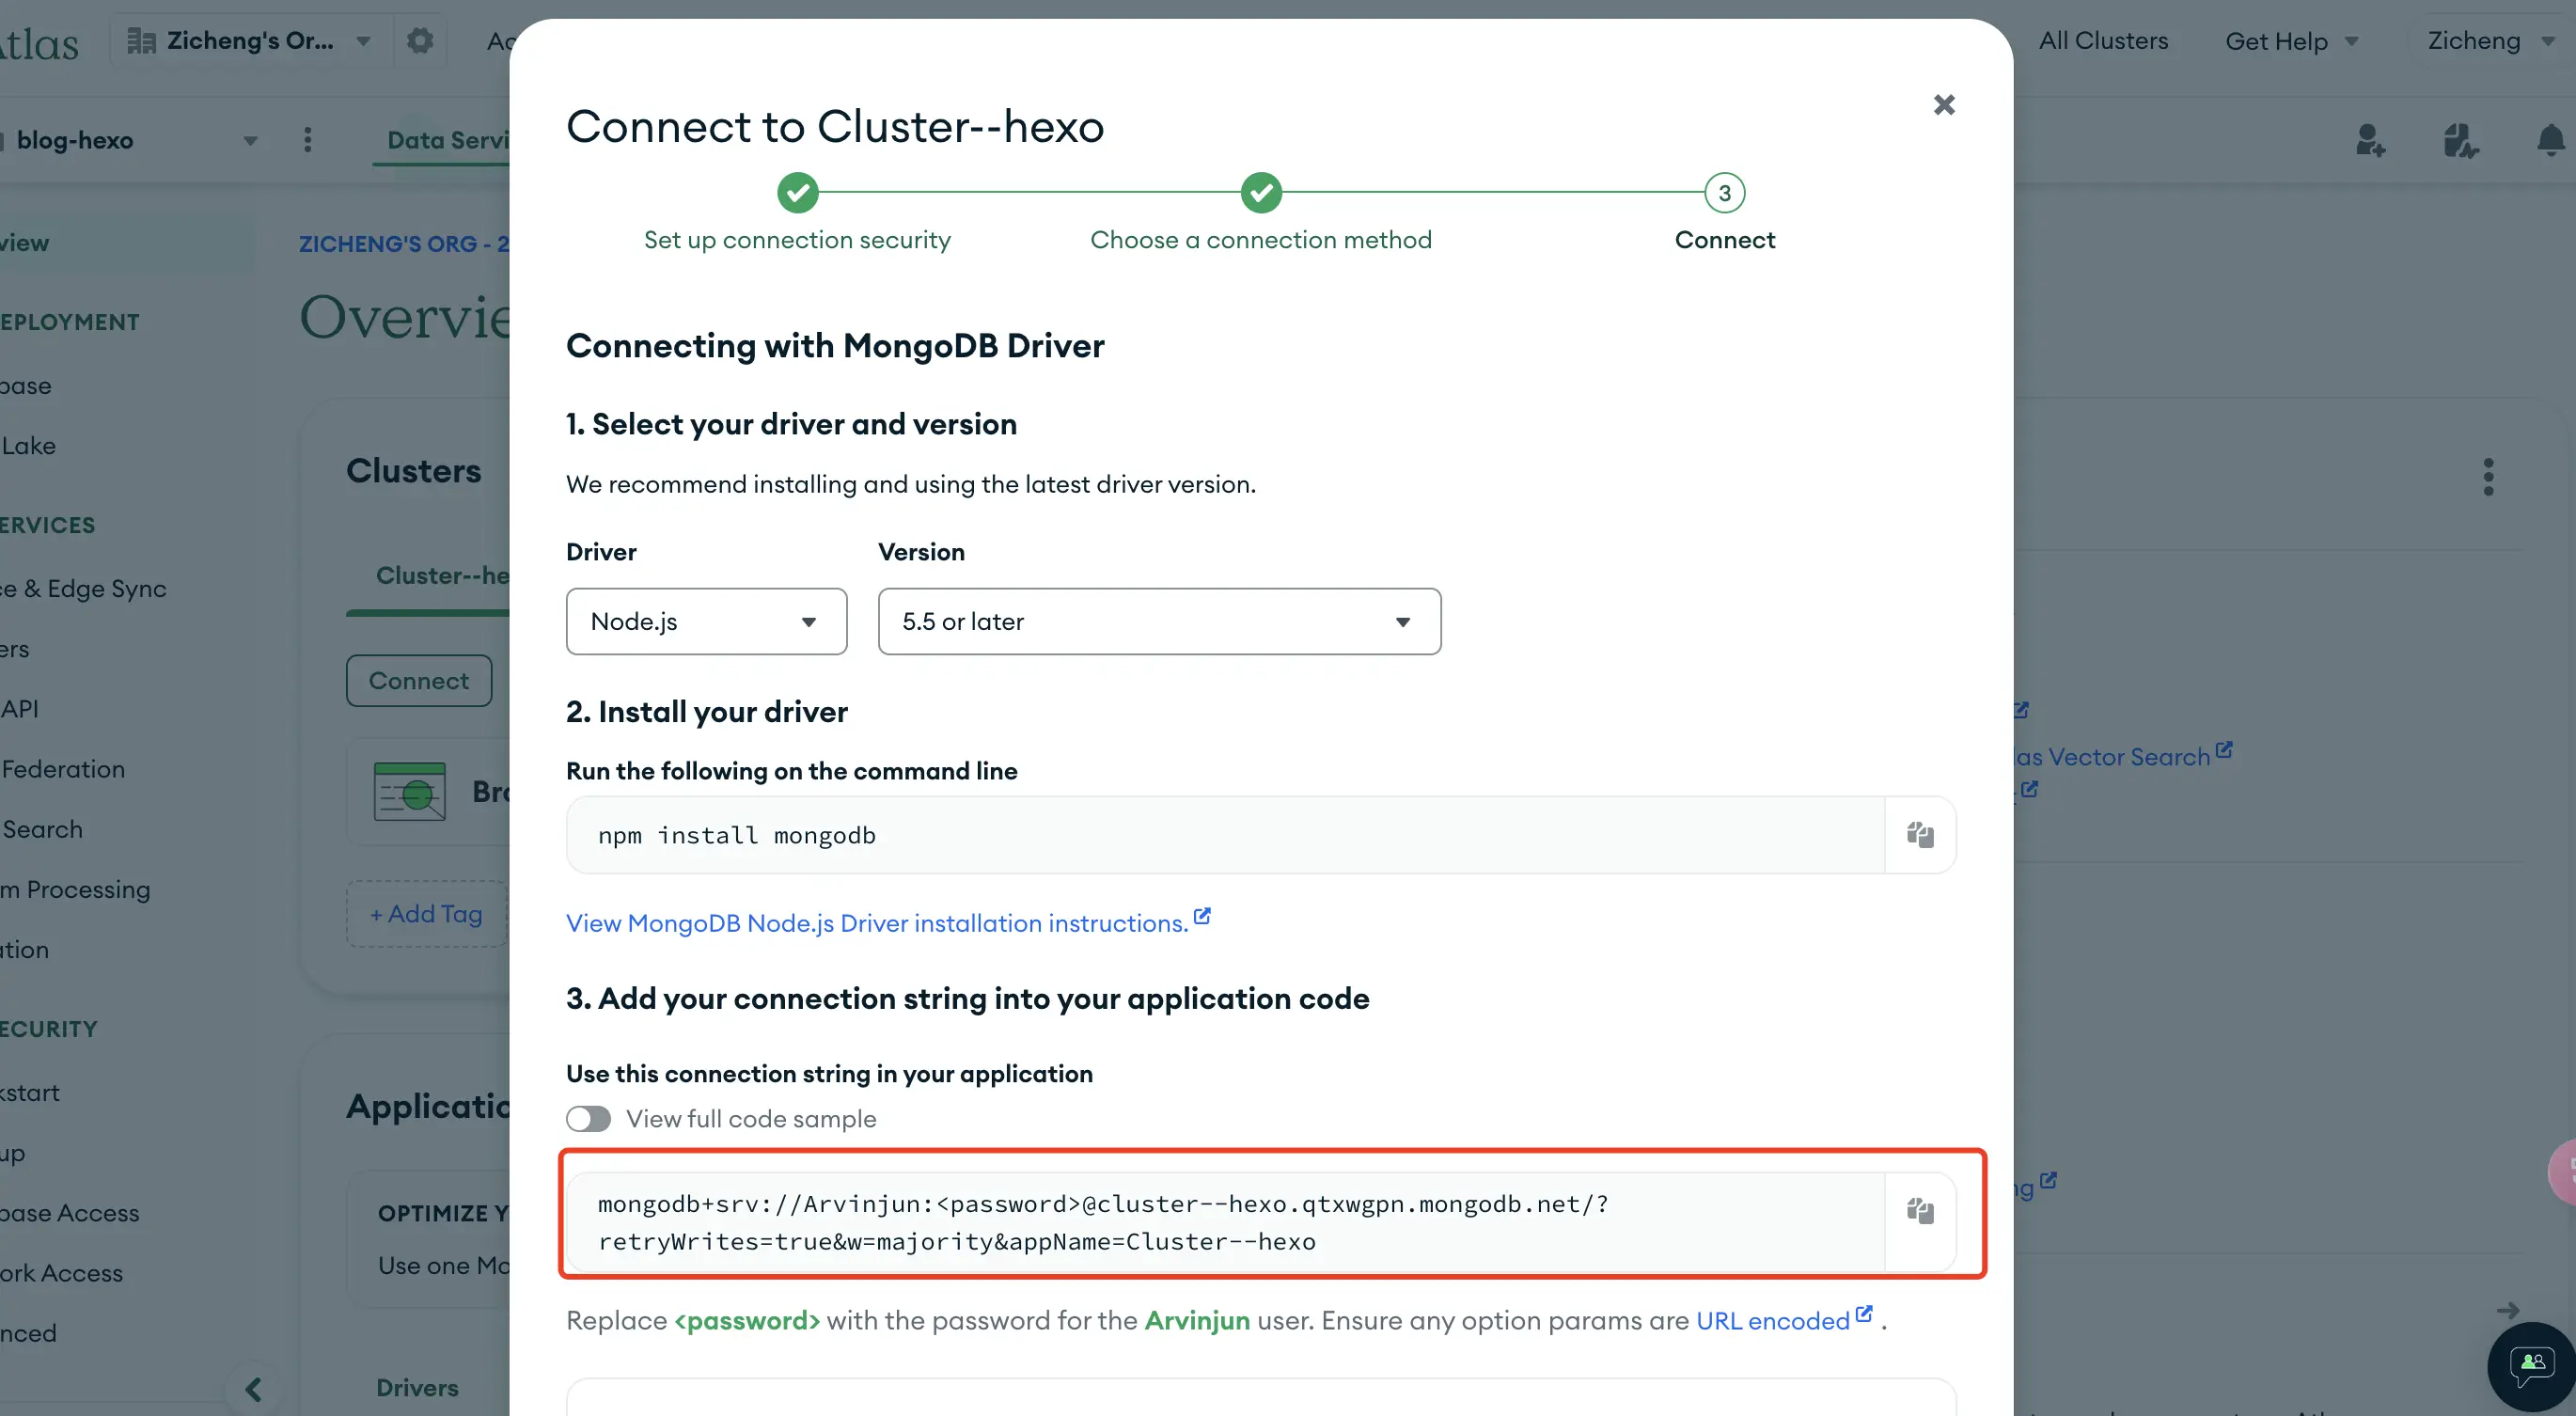 Atlas
Zicheng's Or...
All Clusters
Get Help
Zicheng
blog-hexo
Data Servi
view
EPLOYMENT
base
Lake
ERVICES
ce & Edge Sync
ers
API
Federation
Search
m Processing
ation
ECURITY
kstart
up
base Access
ork Access
nced
ZICHENG'S ORG - 2
Overvie
Clusters
Cluster--he
Connect
Bro
+ Add Tag
Applicatio
OPTIMIZE Y
Use one Mo
Drivers
Connect to Cluster--hexo
3
Set up connection security
Choose a connection method
Connect
Connecting with MongoDB Driver
1. Select your driver and version
We recommend installing and using the latest driver version.
Driver
Version
Node.js
5.5 or later
2. Install your driver
Run the following on the command line
npm install mongodb
View MongoDB Node.js Driver installation instructions.
3. Add your connection string into your application code
Use this connection string in your application
View full code sample
mongodb+srv://Arvinjun:<password>@cluster--hexo.qtxwgpn.mongodb.net/?
retryWrites=true&w=majority&appName=Cluster--hexo
Replace <password> with the password for the Arvinjun user. Ensure any option params are URL encoded .
las Vector Search
ng